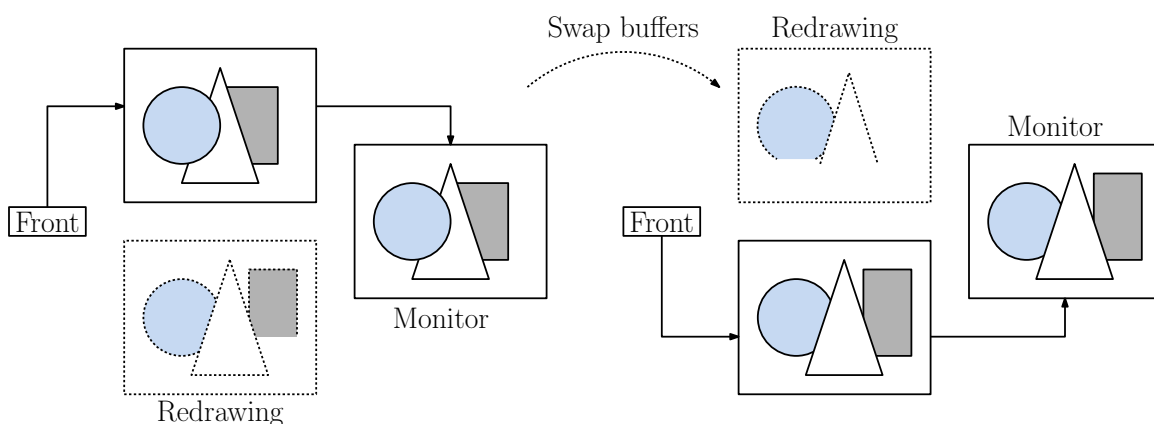 Swap buffers
Redrawing
Monitor
Front
Front
Monitor
Redrawing